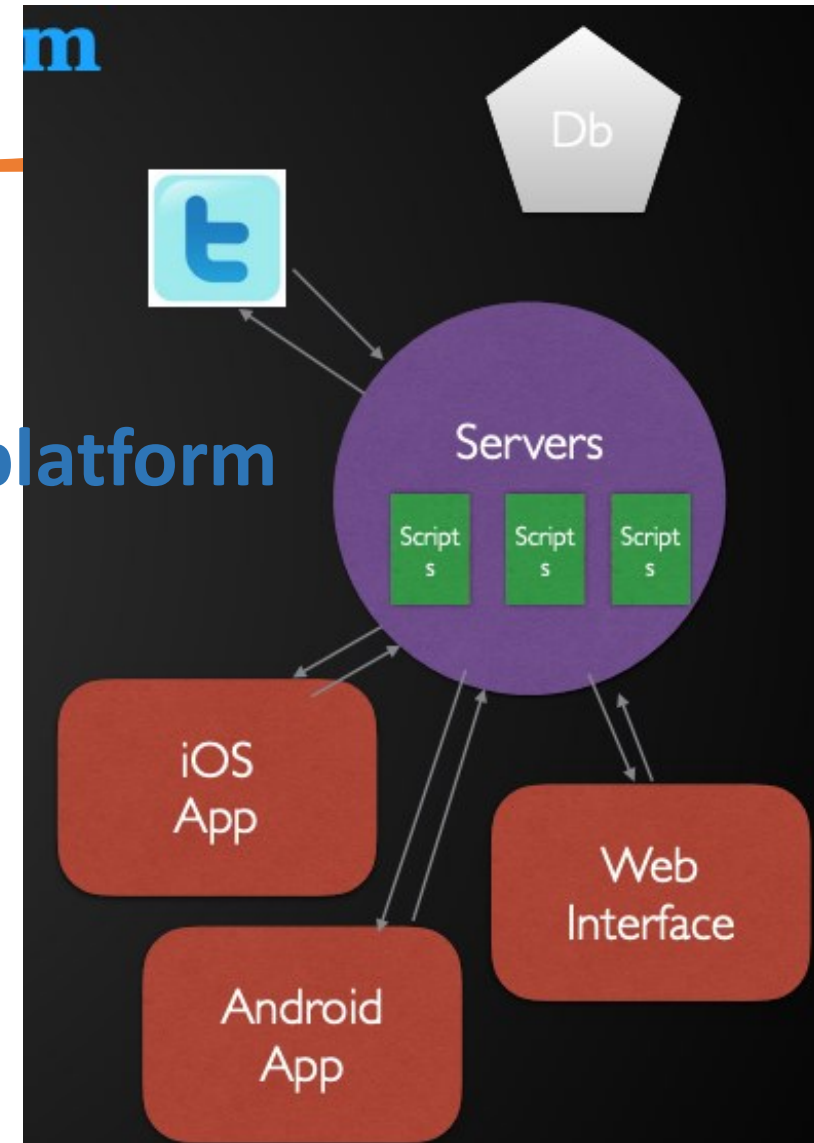 m
Db
t
platform
Servers
Script
s
Script
s
Script
s
iOS
App
Web
Interface
Android
App